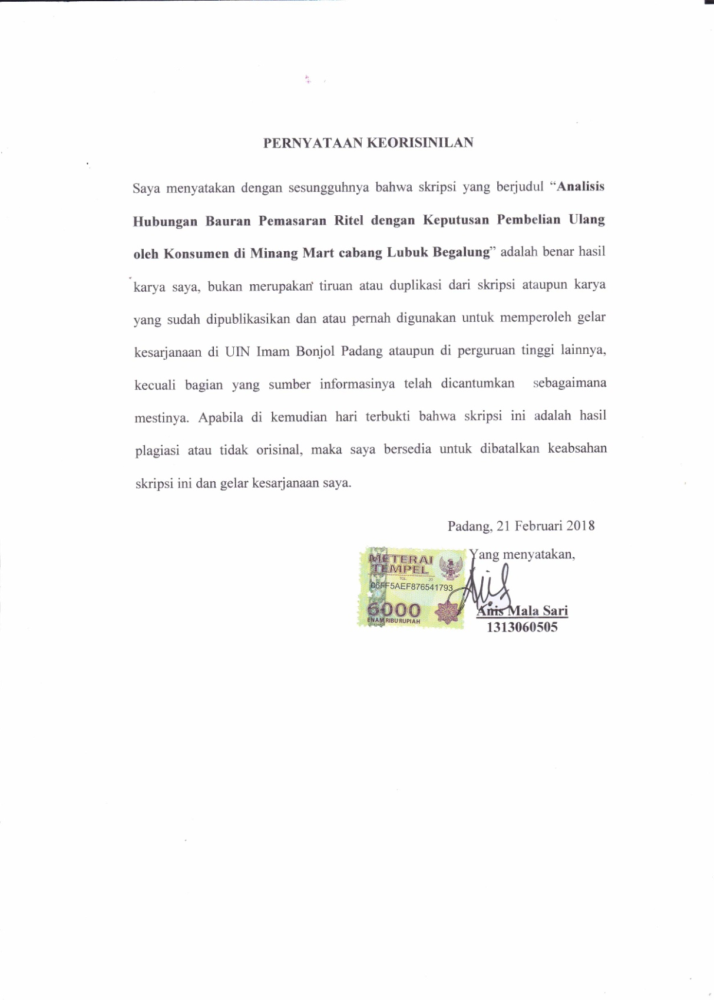 PERNYATAAN KEORISINILAN
Saya menyatakan dengan sesungguhnya bahwa skripsi yang berjudul “Analisis
Hubungan Bauran Pemasaran Ritel dengan Keputusan Pembelian Ulang
oleh Konsumen di Minang Mart cabang Lubuk Begalung” adalah benar hasil
karya saya, bukan merupakan tiruan atau duplikasi dari skripsi ataupun karya
yang sudah dipublikasikan dan atau pernah digunakan untuk memperoleh gelar
kesarjanaan di UIN Imam Bonjol Padang ataupun di perguruan tinggi lainnya,
kecuali bagian yang sumber informasinya telah dicantumkan sebagaimana
mestinya. Apabila di kemudian hari terbukti bahwa skripsi ini adalah hasil
plagiasi atau tidak orisinal, maka saya bersedia untuk dibatalkan keabsahan
skripsi ini dan gelar kesarjanaan saya.
Padang, 21 Februari 2018
Yang menyatakan,
METERAI
TEMPEL
TGL. 20
06FF5AEF876541793
6000
ENAM RIBU RUPIAH
Anis Mala Sari
1313060505